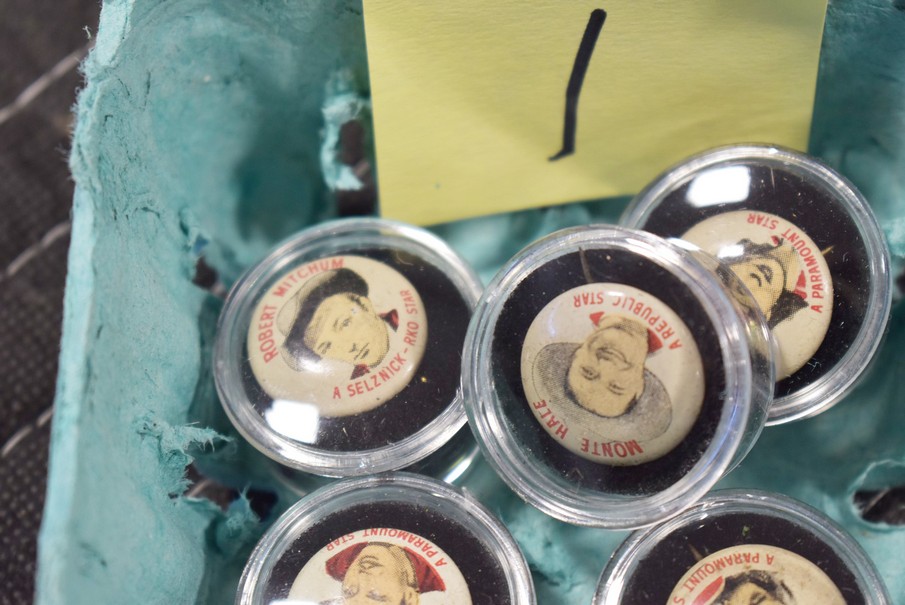 1
ROBERT MITCHUM
A SELZNICK-RKO STAR
MONTE HALE
A REPUBLIC STAR
A PARAMOUNT STAR
A PARAMOUNT STAR
A PARAMOUNT S